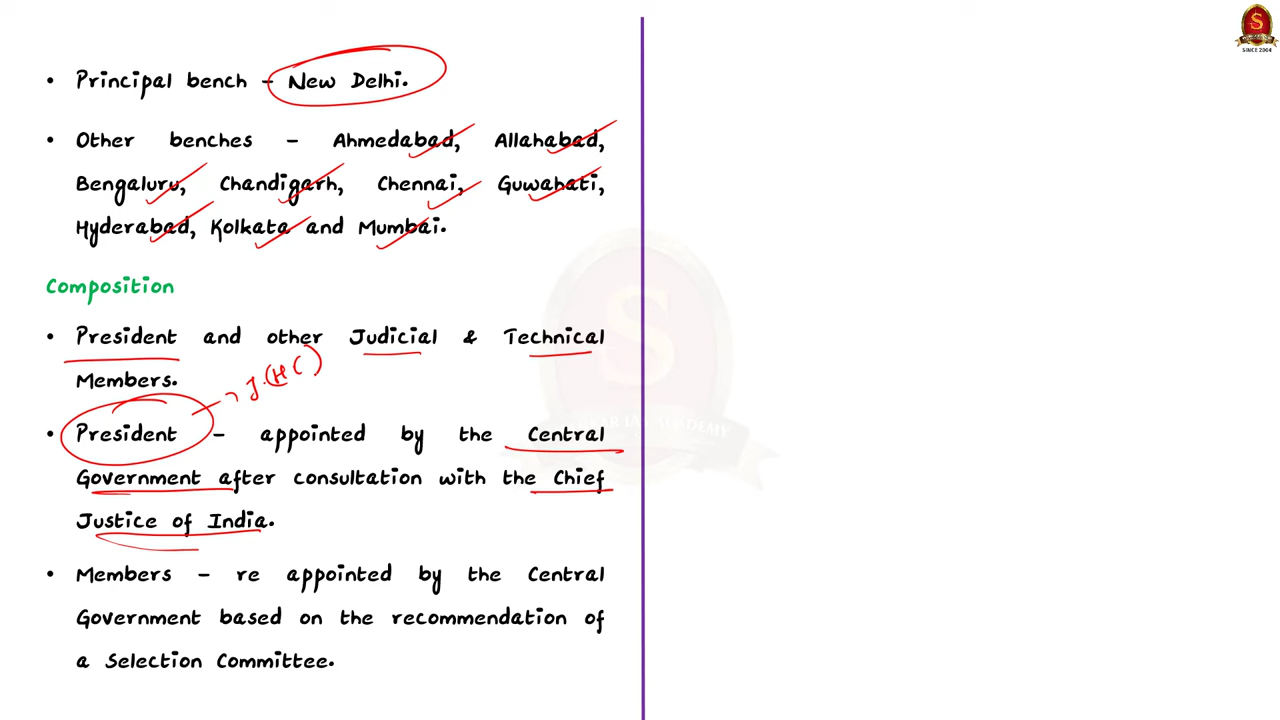 • Principal bench - New Delhi.
• Other benches - Ahmedabad, Allahabad,
Bengaluru, Chandigarh, Chennai, Guwahati,
Hyderabad, Kolkata and Mumbai.
Composition
• President and other Judicial & Technical
Members.
J.(HC)
• President - appointed by the Central
Government after consultation with the Chief
Justice of India.
• Members - re appointed by the Central
Government based on the recommendation of
a Selection Committee.
S
SINCE 2004